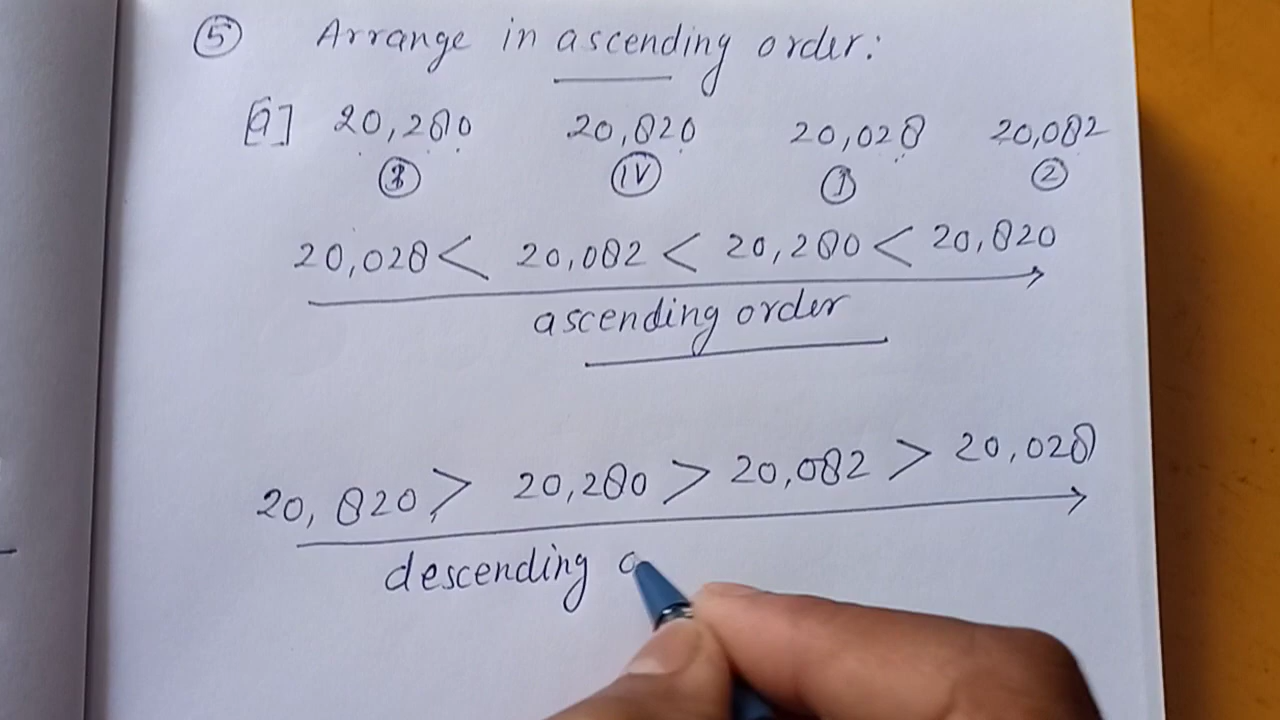 ⑤ Arrange in ascending order:
[a] 20,280 20,820 20,028 20,082
③ IV ① ②
20,028 < 20,082 < 20,280 < 20,820
ascending order
20,820 > 20,280 > 20,082 > 20,028
descending o